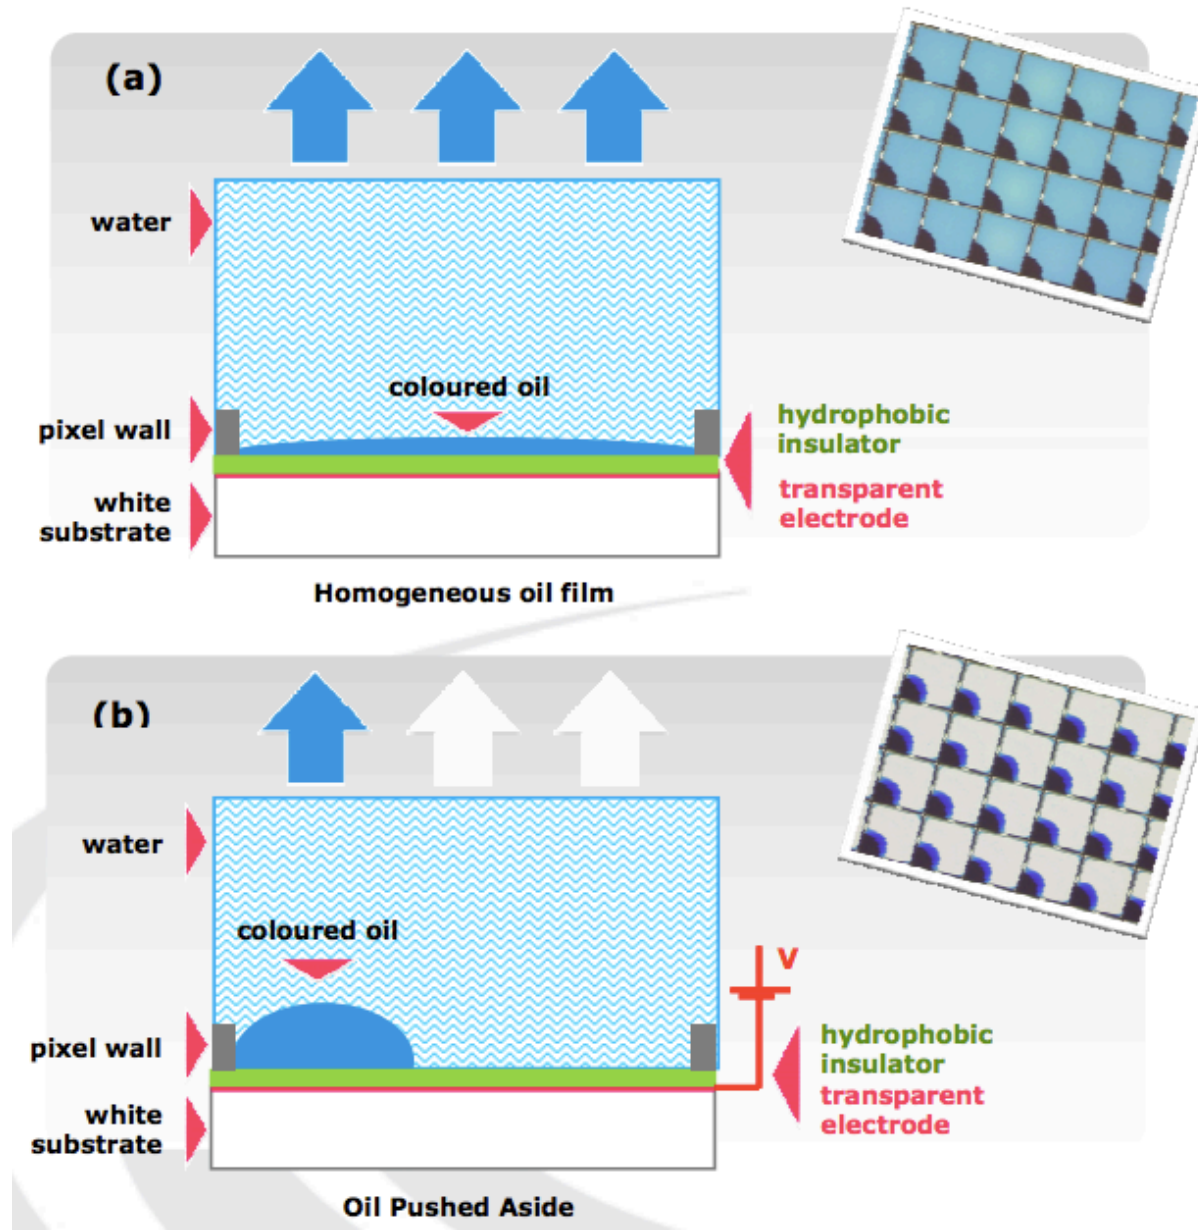 (a)
water
coloured oil
pixel wall
hydrophobic
insulator
white
substrate
transparent
electrode
Homogeneous oil film
(b)
water
coloured oil
V
pixel wall
hydrophobic
insulator
white
substrate
transparent
electrode
Oil Pushed Aside